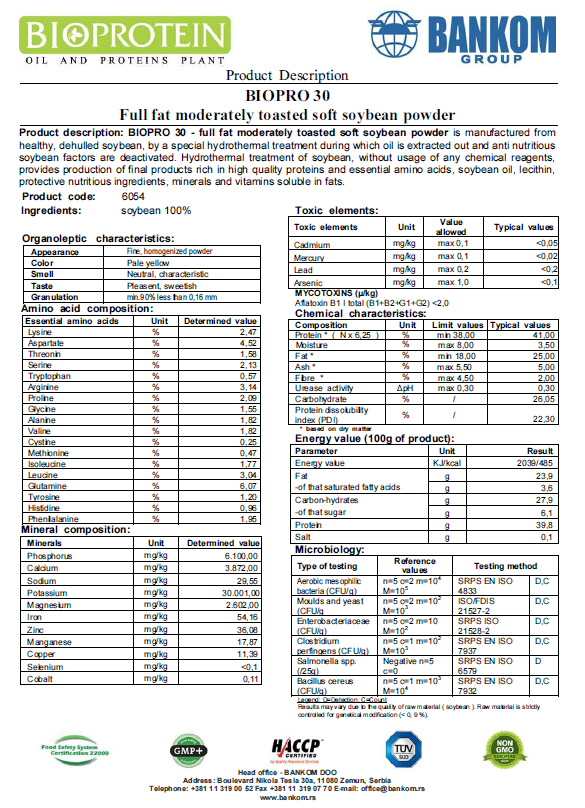 BIOPROTEIN
OIL AND PROTEINS PLANT
BANKOM
GROUP
Product Description
BIOPRO 30
Full fat moderately toasted soft soybean powder
Product description: BIOPRO 30 - full fat moderately toasted soft soybean powder is manufactured from
healthy, dehulled soybean, by a special hydrothermal treatment during which oil is extracted out and anti nutritious
soybean factors are deactivated. Hydrothermal treatment of soybean, without usage of any chemical reagents,
provides production of final products rich in high quality proteins and essential amino acids, soybean oil, lecithin,
protective nutritious ingredients, minerals and vitamins soluble in fats.
Product code: 6054
Ingredients: soybean 100%
Organoleptic characteristics:
Appearance Fine, homogenized powder
Color Pale yellow
Smell Neutral, characteristic
Taste Pleasent, sweetish
Granulation min.90% less than 0,16 mm
Amino acid composition:
Essential amino acids Unit Determined value
Lysine % 2,47
Aspartate % 4,52
Threonin % 1,58
Serine % 2,13
Tryptophan % 0,57
Arginine % 3,14
Proline % 2,09
Glycine % 1,55
Alanine % 1,82
Valine % 1,82
Cystine % 0,25
Methionine % 0,47
Isoleucine % 1,77
Leucine % 3,04
Glutamine % 6,07
Tyrosine % 1,20
Histidine % 0,96
Phenilalanine % 1,95
Mineral composition:
Minerals Unit Determined value
Phosphorus mg/kg 6.100,00
Calcium mg/kg 3.872,00
Sodium mg/kg 29,55
Potassium mg/kg 30.001,00
Magnesium mg/kg 2.602,00
Iron mg/kg 54,16
Zinc mg/kg 36,08
Manganese mg/kg 17,87
Copper mg/kg 11,39
Selenium mg/kg <0,1
Cobalt mg/kg 0,11
Toxic elements:
Toxic elements Unit Value allowed Typical values
Cadmium mg/kg max 0,1 <0,05
Mercury mg/kg max 0,1 <0,02
Lead mg/kg max 0,2 <0,2
Arsenic mg/kg max 1,0 <0,1
MYCOTOXINS (µ/kg)
Aflatoxin B1 I total (B1+B2+G1+G2) <2,0
Chemical characteristics:
Composition Unit Limit values Typical values
Protein * ( N x 6,25 ) % min 38,00 41,00
Moisture % max 8,00 3,50
Fat * % min 18,00 25,00
Ash * % max 5,50 5,00
Fibre * % max 4,50 2,00
Urease activity ΔpH max 0,30 0,30
Carbohydrate % / 26,05
Protein dissolubility
index (PDI) % / 22,30
* based on dry matter
Energy value (100g of product):
Parameter Unit Result
Energy value KJ/kcal 2039/485
Fat g 23,9
-of that saturated fatty acids g 3,6
Carbon-hydrates g 27,9
-of that sugar g 6,1
Protein g 39,8
Salt g 0,1
Microbiology:
Type of testing Reference values Testing method
Aerobic mesophilic n=5 c=2 m=10⁴ SRPS EN ISO D,C
bacteria (CFU/g) M=10⁵ 4833
Moulds and yeast n=5 c=2 m=10² ISO/FDIS D,C
(CFU/g M=10³ 21527-2
Enterobacteriaceae n=5 c=2 m=10 SRPS EN ISO D,C
(CFU/g) M=10² 21528-2
Clostridium n=5 c=1 m=10² SRPS EN ISO D,C
perfingens (CFU/g) M=10³ 7937
Salmonella spp. Negative n=5 SRPS EN ISO D
(/25g) c=0 6579
Bacillus cereus n=5 c=1 m=10³ SRPS EN ISO D,C
(CFU/g) M=10⁴ 7932
Legend: D=Detection; C=Count
Results may vary due to the quality of raw material ( soybean ). Raw material is strictly
controlled for genetical modification (< 0, 9 %).
Food Safety System
Certification 22000
GMP+
HACCP
CERTIFIED
TÜV
SÜD
NON
GMO
Head office - BANKOM DOO
Address: Boulevard Nikola Tesla 30a, 11080 Zemun, Serbia
Telephone: +381 11 319 00 52 Fax +381 11 319 07 70 E-mail: office@bankom.rs
www.bankom.rs